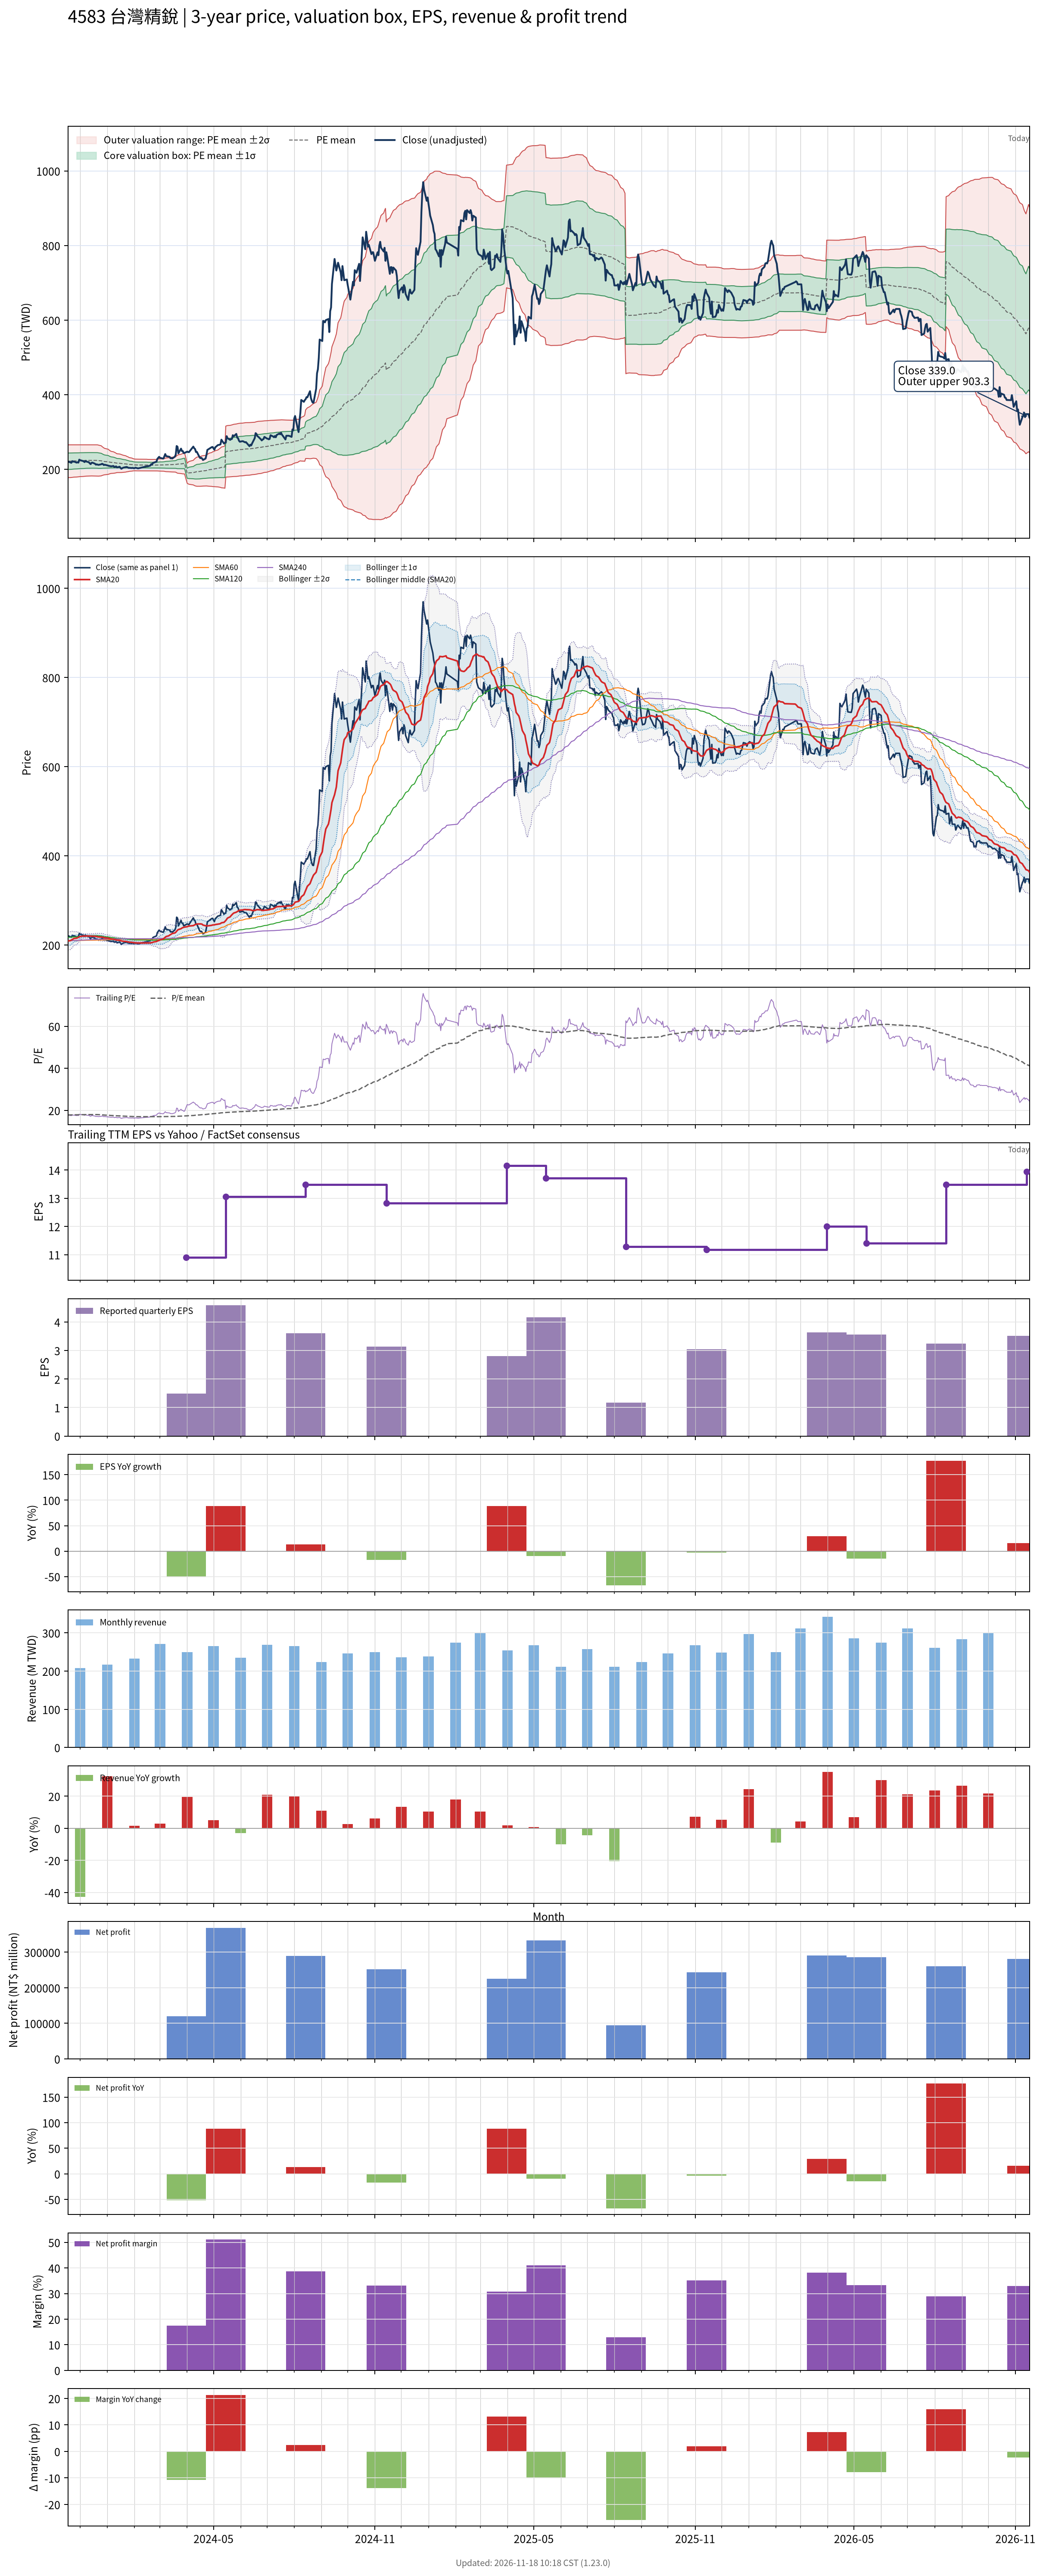 4583 台灣精銳 | 3-year price, valuation box, EPS, revenue & profit trend
Outer valuation range: PE mean ±2σ
Core valuation box: PE mean ±1σ
PE mean
Close (unadjusted)
Today
Price (TWD)
1000
800
600
400
200
Close 339.0
Outer upper 903.3
Close (same as panel 1)
SMA20
SMA60
SMA120
SMA240
Bollinger ±2σ
Bollinger ±1σ
Bollinger middle (SMA20)
Price
1000
800
600
400
200
Trailing P/E
P/E mean
P/E
60
40
20
Trailing TTM EPS vs Yahoo / FactSet consensus
Today
EPS
14
13
12
11
Reported quarterly EPS
EPS
4
3
2
1
0
EPS YoY growth
YoY (%)
150
100
50
0
-50
Monthly revenue
Revenue (M TWD)
300
200
100
0
Revenue YoY growth
YoY (%)
20
0
-20
-40
Month
Net profit
Net profit (NT$ million)
300000
200000
100000
0
Net profit YoY
YoY (%)
150
100
50
0
-50
Net profit margin
Margin (%)
50
40
30
20
10
0
Margin YoY change
Δ margin (pp)
20
10
0
-10
-20
2024-05
2024-11
2025-05
2025-11
2026-05
2026-11
Updated: 2026-11-18 10:18 CST (1.23.0)